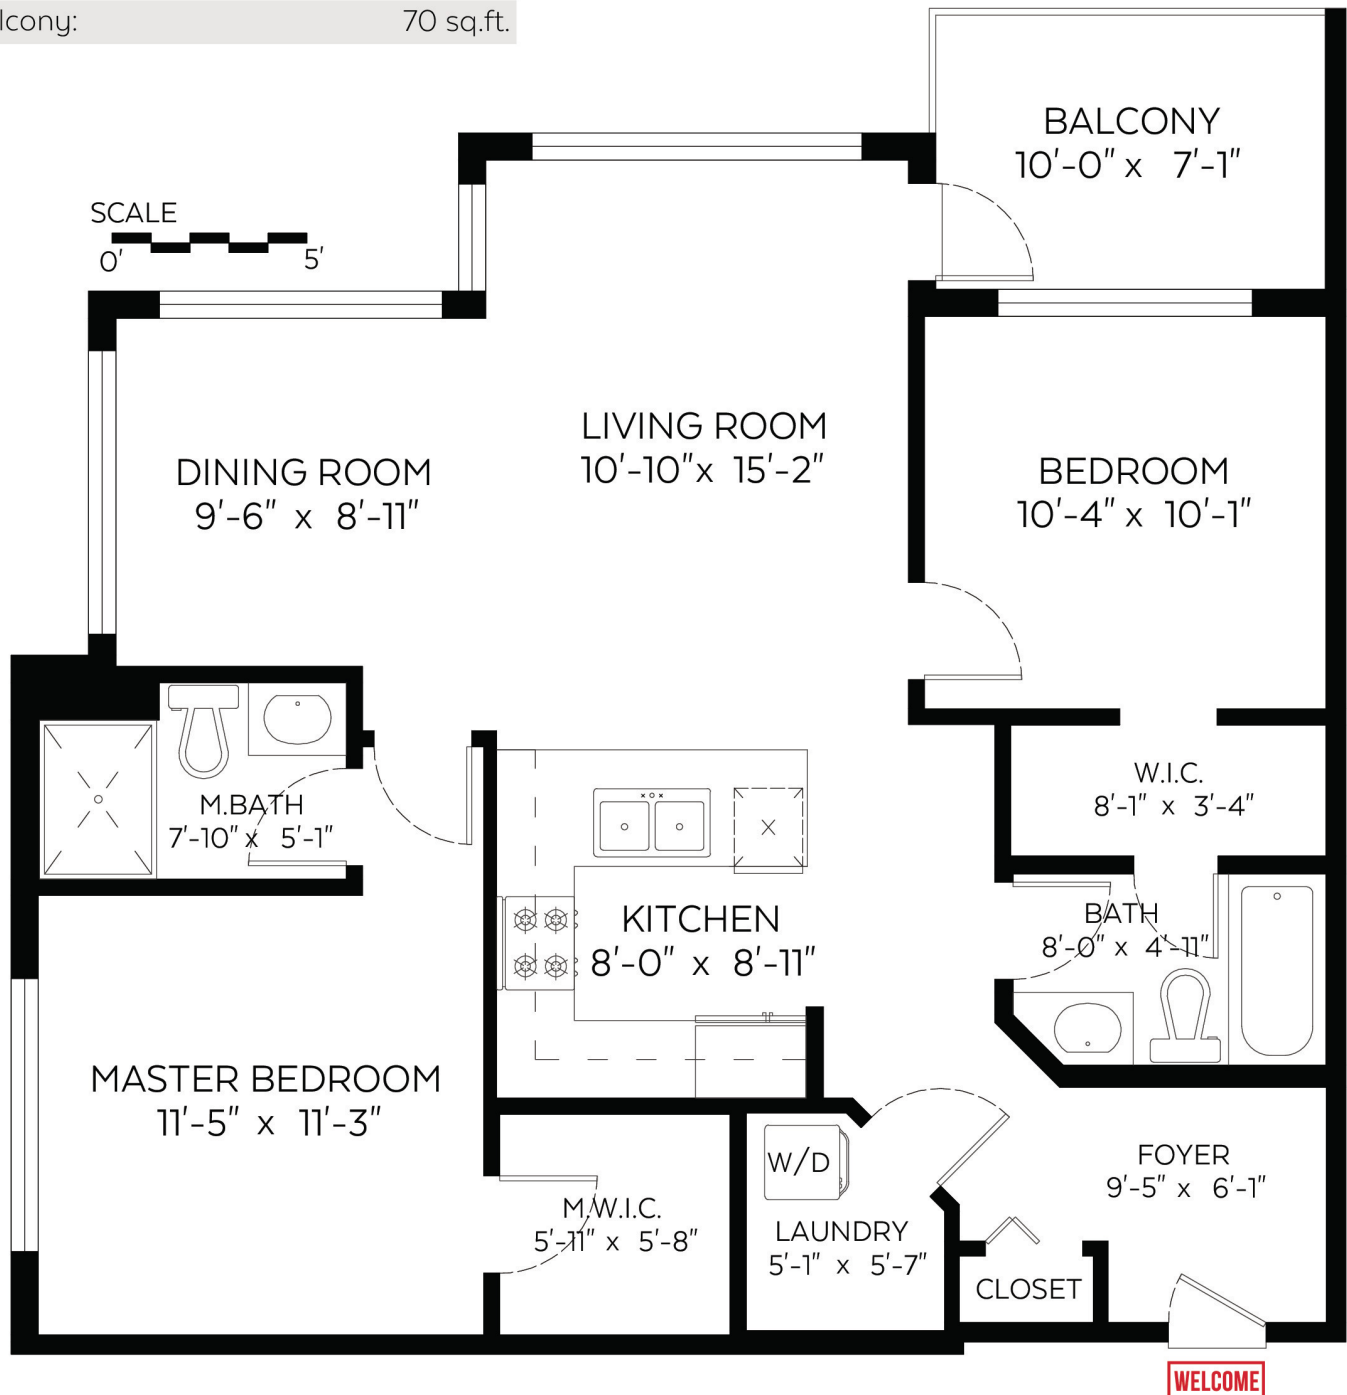 lcony: 70 sq.ft.
BALCONY
10'-0" x 7'-1"
SCALE
0' 5'
LIVING ROOM
10'-10"x 15'-2"
DINING ROOM
9'-6" x 8'-11"
BEDROOM
10'-4" x 10'-1"
W.I.C.
8'-1" x 3'-4"
M.BATH
7'-10" x 5'-1"
KITCHEN
8'-0" x 8'-11"
BATH
8'-0" x 4'-11"
MASTER BEDROOM
11'-5" x 11'-3"
W/D
FOYER
9'-5" x 6'-1"
M.W.I.C.
5'-11" x 5'-8"
LAUNDRY
5'-1" x 5'-7"
CLOSET
WELCOME